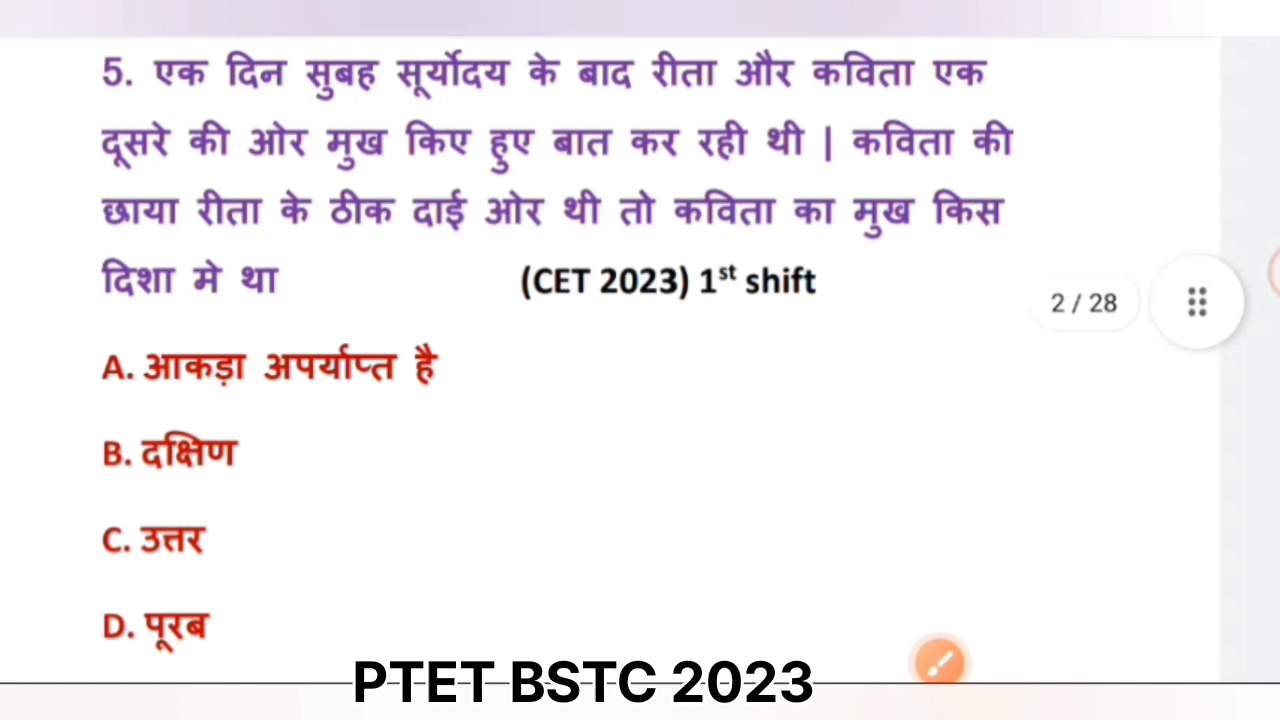 5. एक दिन सुबह सूर्योदय के बाद रीता और कविता एक
दूसरे की ओर मुख किए हुए बात कर रही थी | कविता की
छाया रीता के ठीक दाई ओर थी तो कविता का मुख किस
दिशा मे था (CET 2023) 1st shift
2 / 28
A. आकड़ा अपर्याप्त है
B. दक्षिण
C. उत्तर
D. पूरब
PTET BSTC 2023